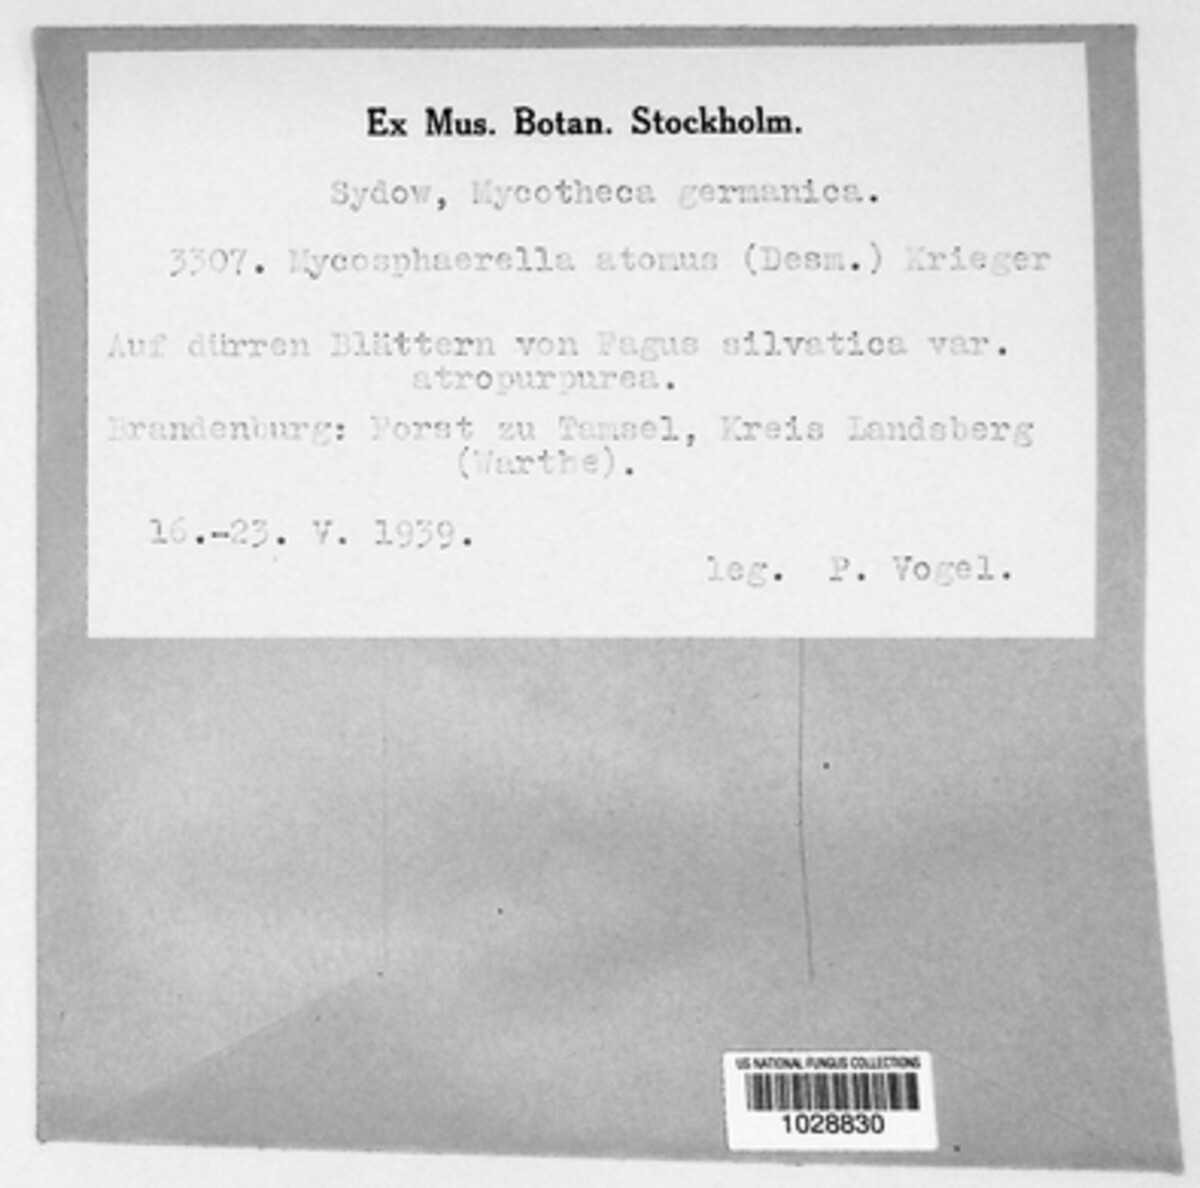 Ex Mus. Botan. Stockholm.
Sydow, Mycotheca germanica.
3307. Mycosphaerella atomus (Desm.) Krieger
Auf dürren Blättern von Fagus silvatica var.
atropurpurea.
Brandenburg: Forst zu Tamsel, Kreis Landsberg
(Warthe).
16.-23. V. 1939.
leg. P. Vogel.
US NATIONAL FUNGUS COLLECTIONS
1028830